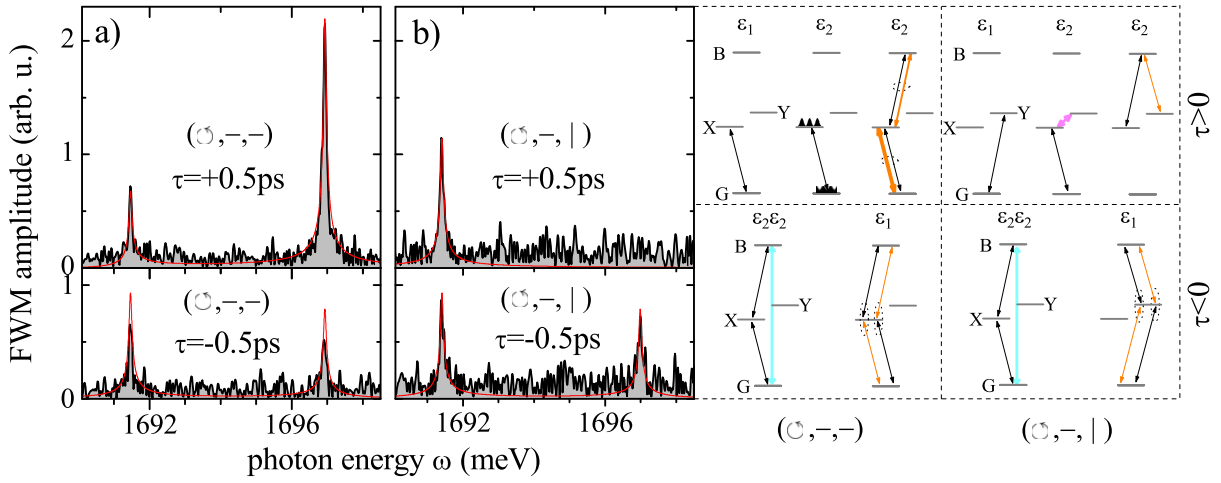 a)
b)
FWM amplitude (arb. u.)
2
1
0
1
0
(↺,−,−)
τ=+0.5ps
(↺,−,|)
τ=+0.5ps
(↺,−,−)
τ=-0.5ps
(↺,−,|)
τ=-0.5ps
1692
1696
1692
1696
photon energy ω (meV)
ε1 ε2 ε2
B
X Y
G
ε1 ε2 ε2
B
X Y
G
τ>0
ε2ε2 ε1
B
X Y
G
ε2ε2 ε1
B
X Y
G
τ<0
(↺,−,−)
(↺,−,|)